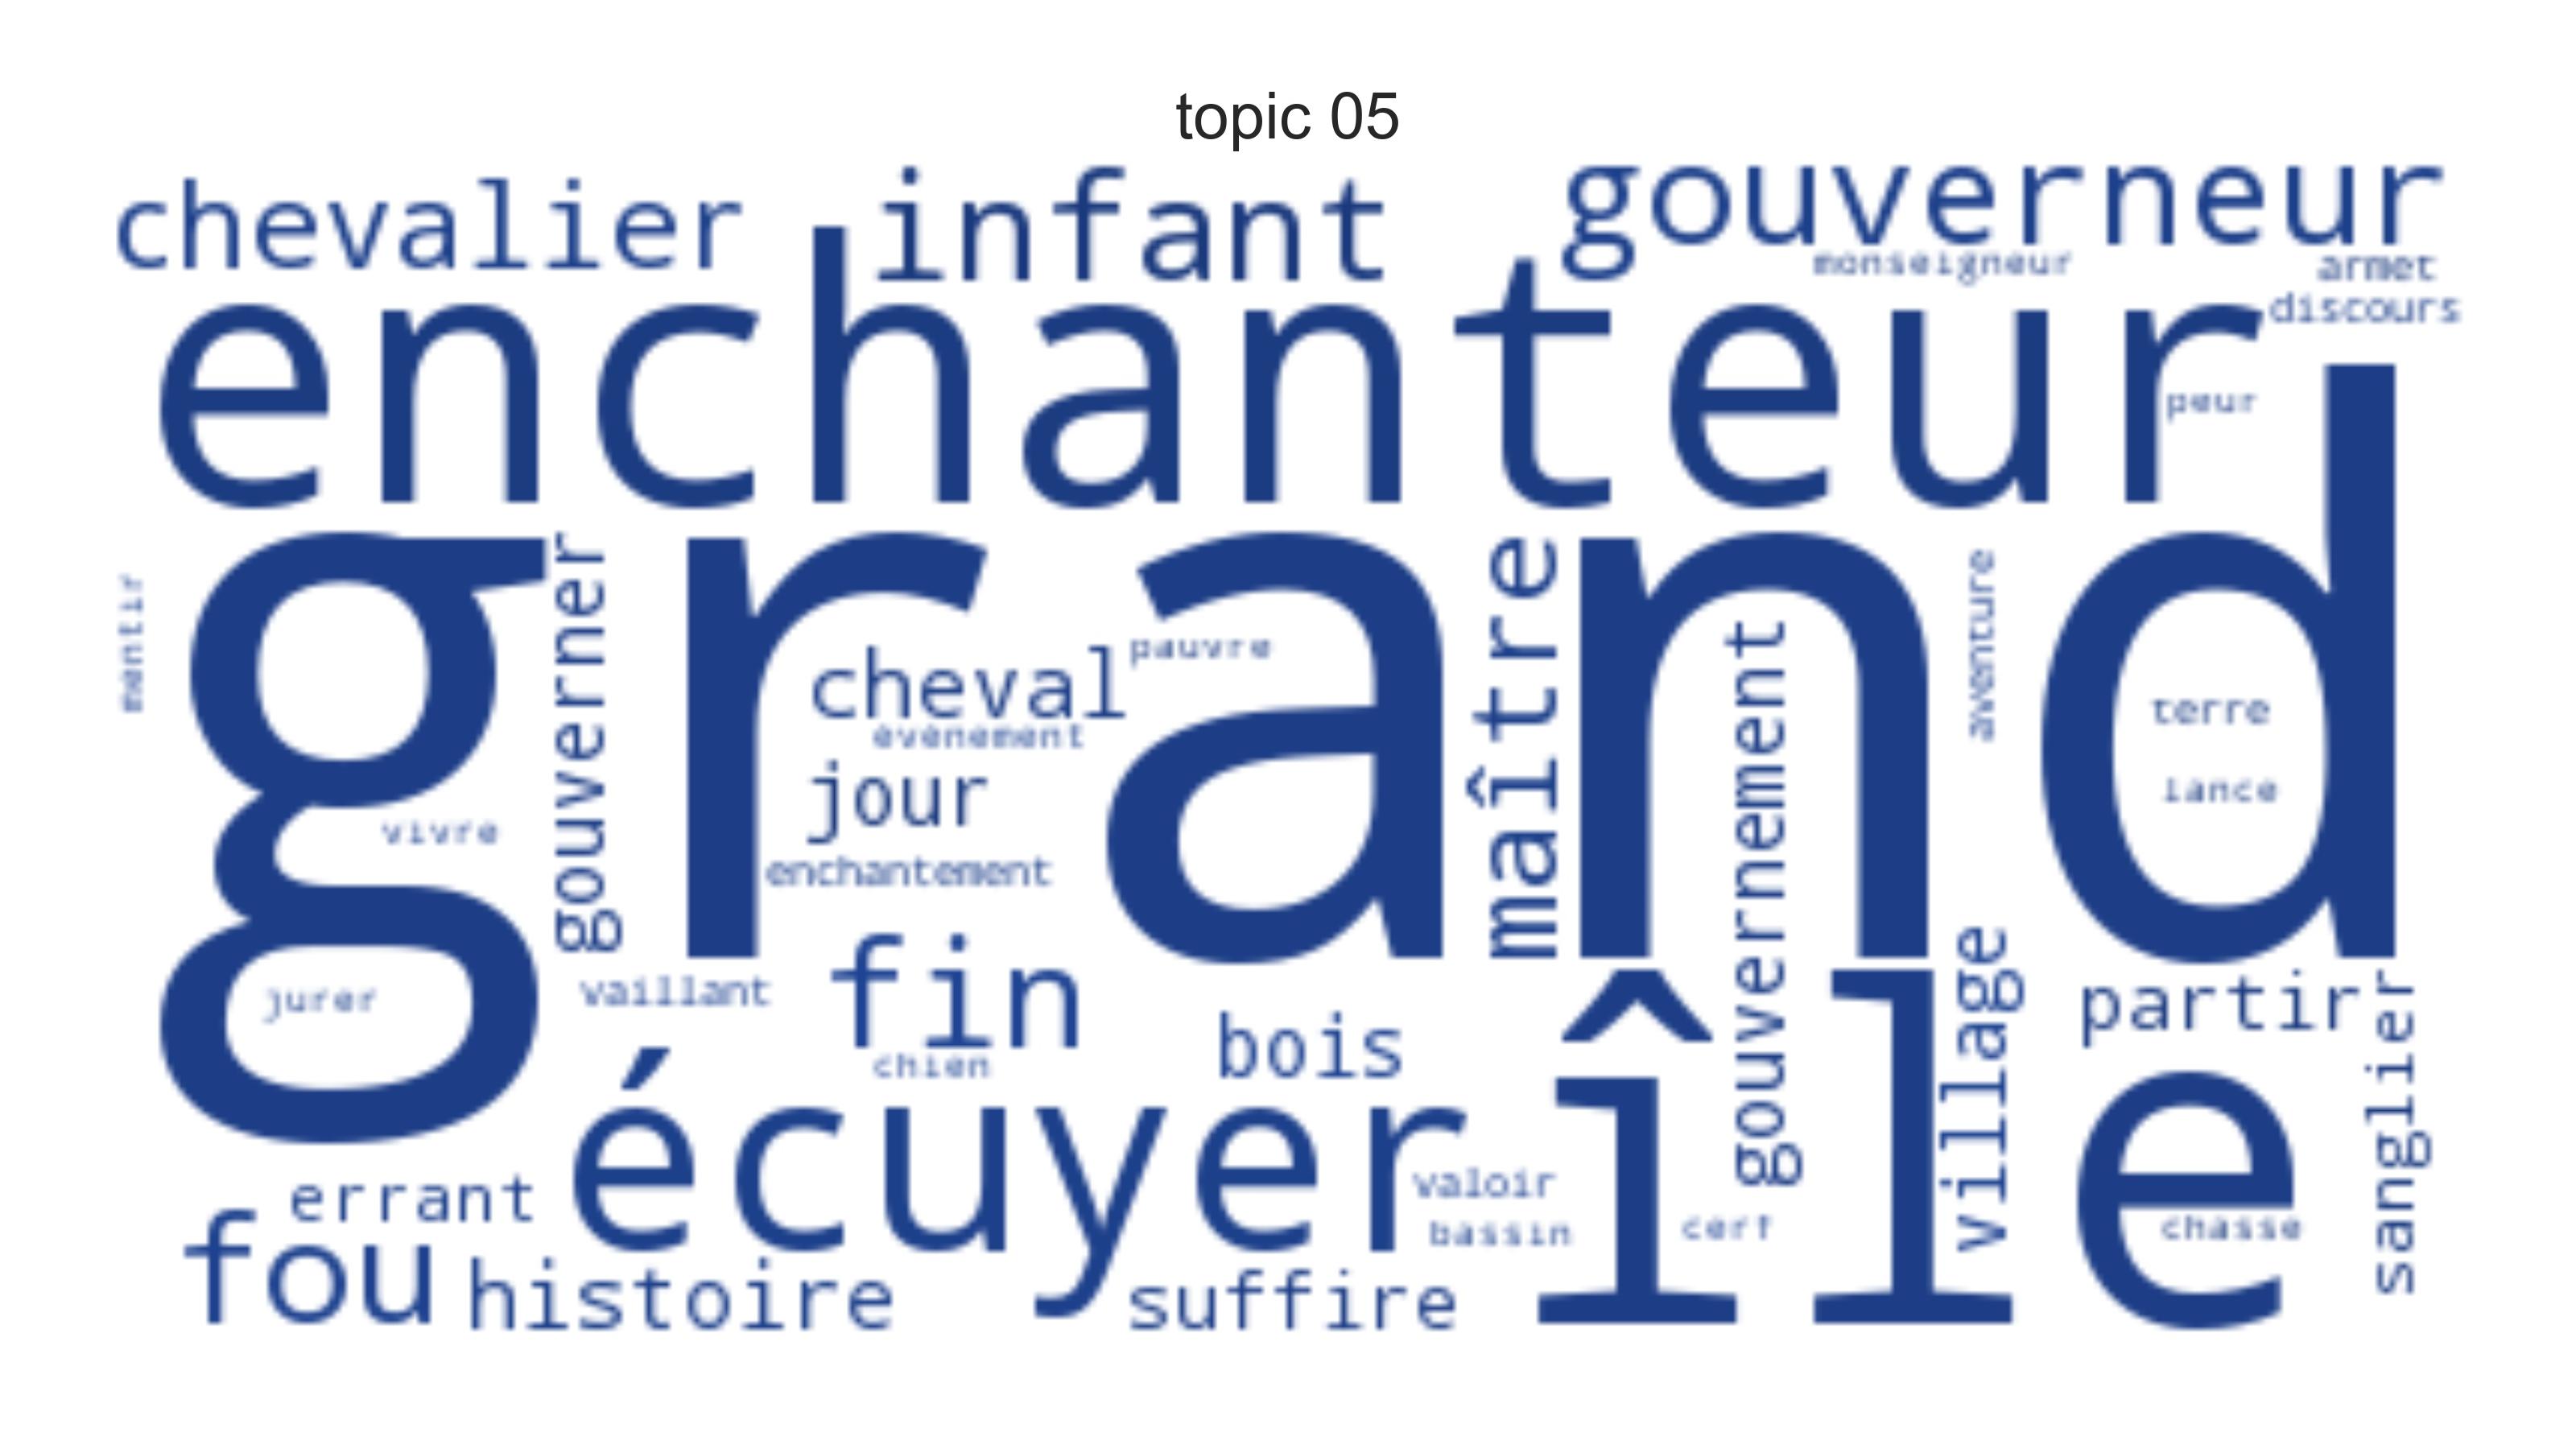 topic 05
chevalier
infant
gouverneur
monseigneur
armet
discours
enchanteur
peur
grand
mentir
gouverner
maître
gouvernement
aventure
pauvre
cheval
évènement
jour
terre
lance
vivre
enchantement
jurer
vaillant
fin
chien
bois
île
village
partir
sanglier
écuyer
errant
valoir
bassin
cerf
chasse
fou
histoire
suffire